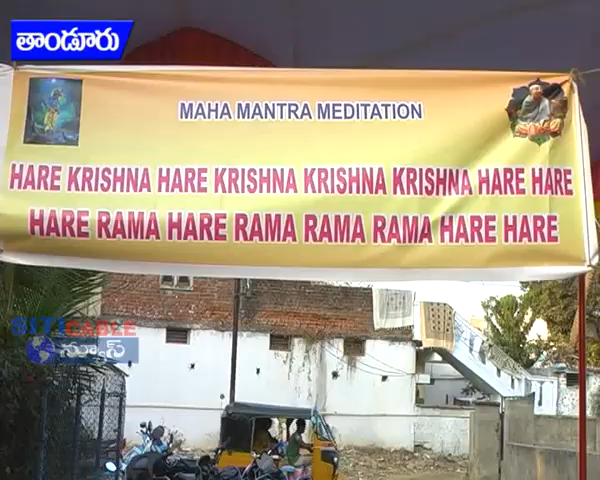 తాండూరు
MAHA MANTRA MEDITATION
HARE KRISHNA HARE KRISHNA KRISHNA KRISHNA HARE HARE
HARE RAMA HARE RAMA RAMA RAMA HARE HARE
SITI CABLE
న్యూస్